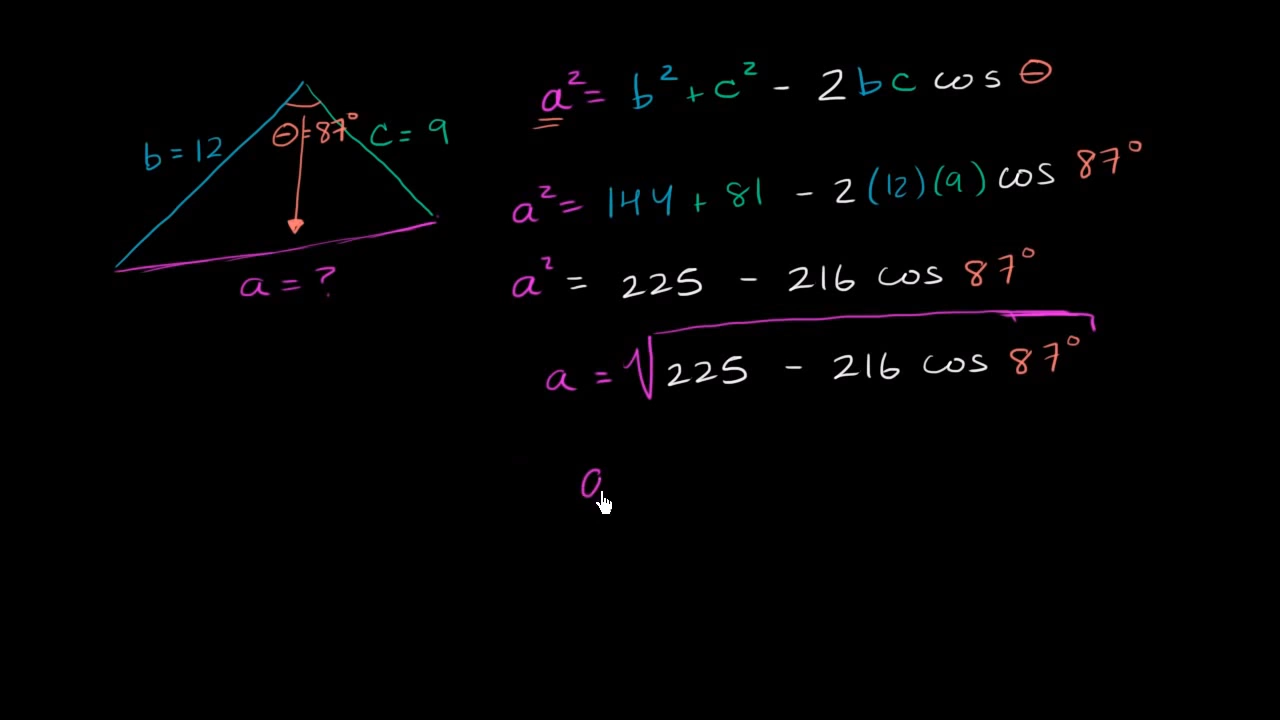 a² = b² + c² - 2bc cos θ
b = 12
θ = 87°
c = 9
a² = 144 + 81 - 2(12)(9) cos 87°
a = ?
a² = 225 - 216 cos 87°
a = √225 - 216 cos 87°